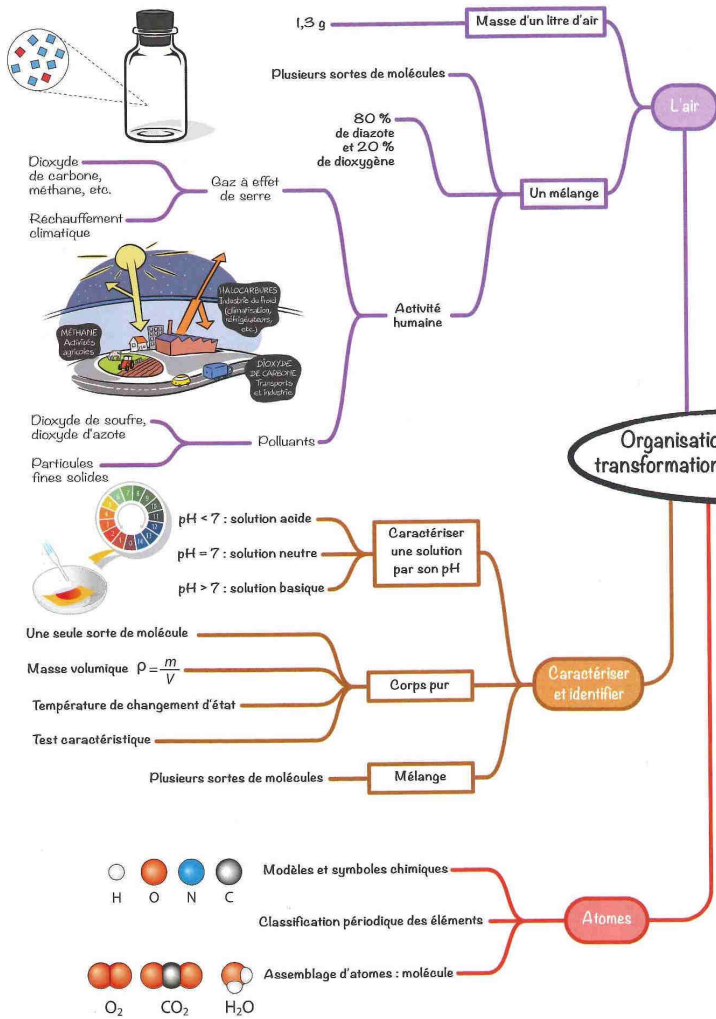 1,3 g
Masse d'un litre d'air
Plusieurs sortes de molécules
L'air
80 %
de diazote
et 20 %
de dioxygène
Un mélange
Dioxyde
de carbone,
méthane, etc.
Gaz à effet
de serre
Réchauffement
climatique
HALOCARBURES
Industrie du froid
(climatisation,
réfrigérateurs,
etc.)
MÉTHANE
Activités
agricoles
DIOXYDE
DE CARBONE
Transports
et industrie
Activité
humaine
Dioxyde de soufre,
dioxyde d'azote
Polluants
Particules
fines solides
Organisatio
transformation
pH < 7 : solution acide
pH = 7 : solution neutre
pH > 7 : solution basique
Caractériser
une solution
par son pH
Une seule sorte de molécule
Masse volumique ρ = m/V
Température de changement d'état
Test caractéristique
Corps pur
Caractériser
et identifier
Plusieurs sortes de molécules
Mélange
H O N C
Modèles et symboles chimiques
Classification périodique des éléments
Atomes
Assemblage d'atomes : molécule
O₂ CO₂ H₂O